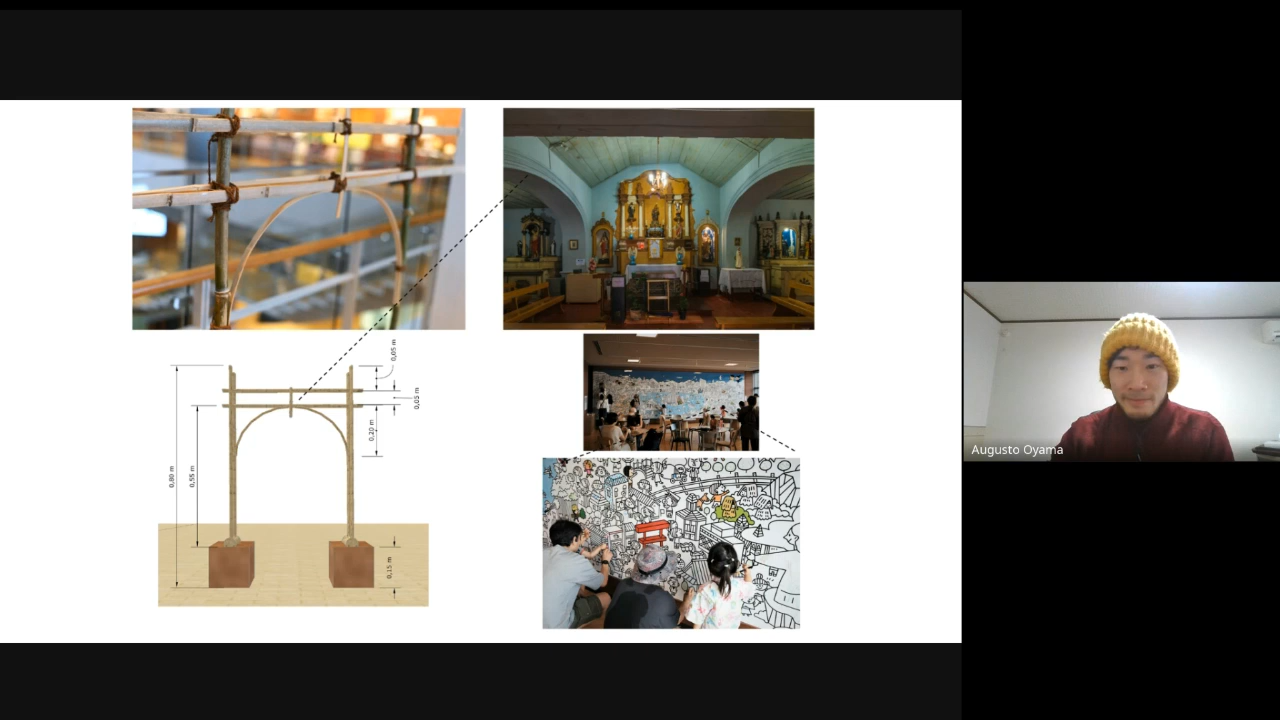 0,05 m
0,05 m
0,20 m
0,80 m
0,55 m
0,15 m
Augusto Oyama